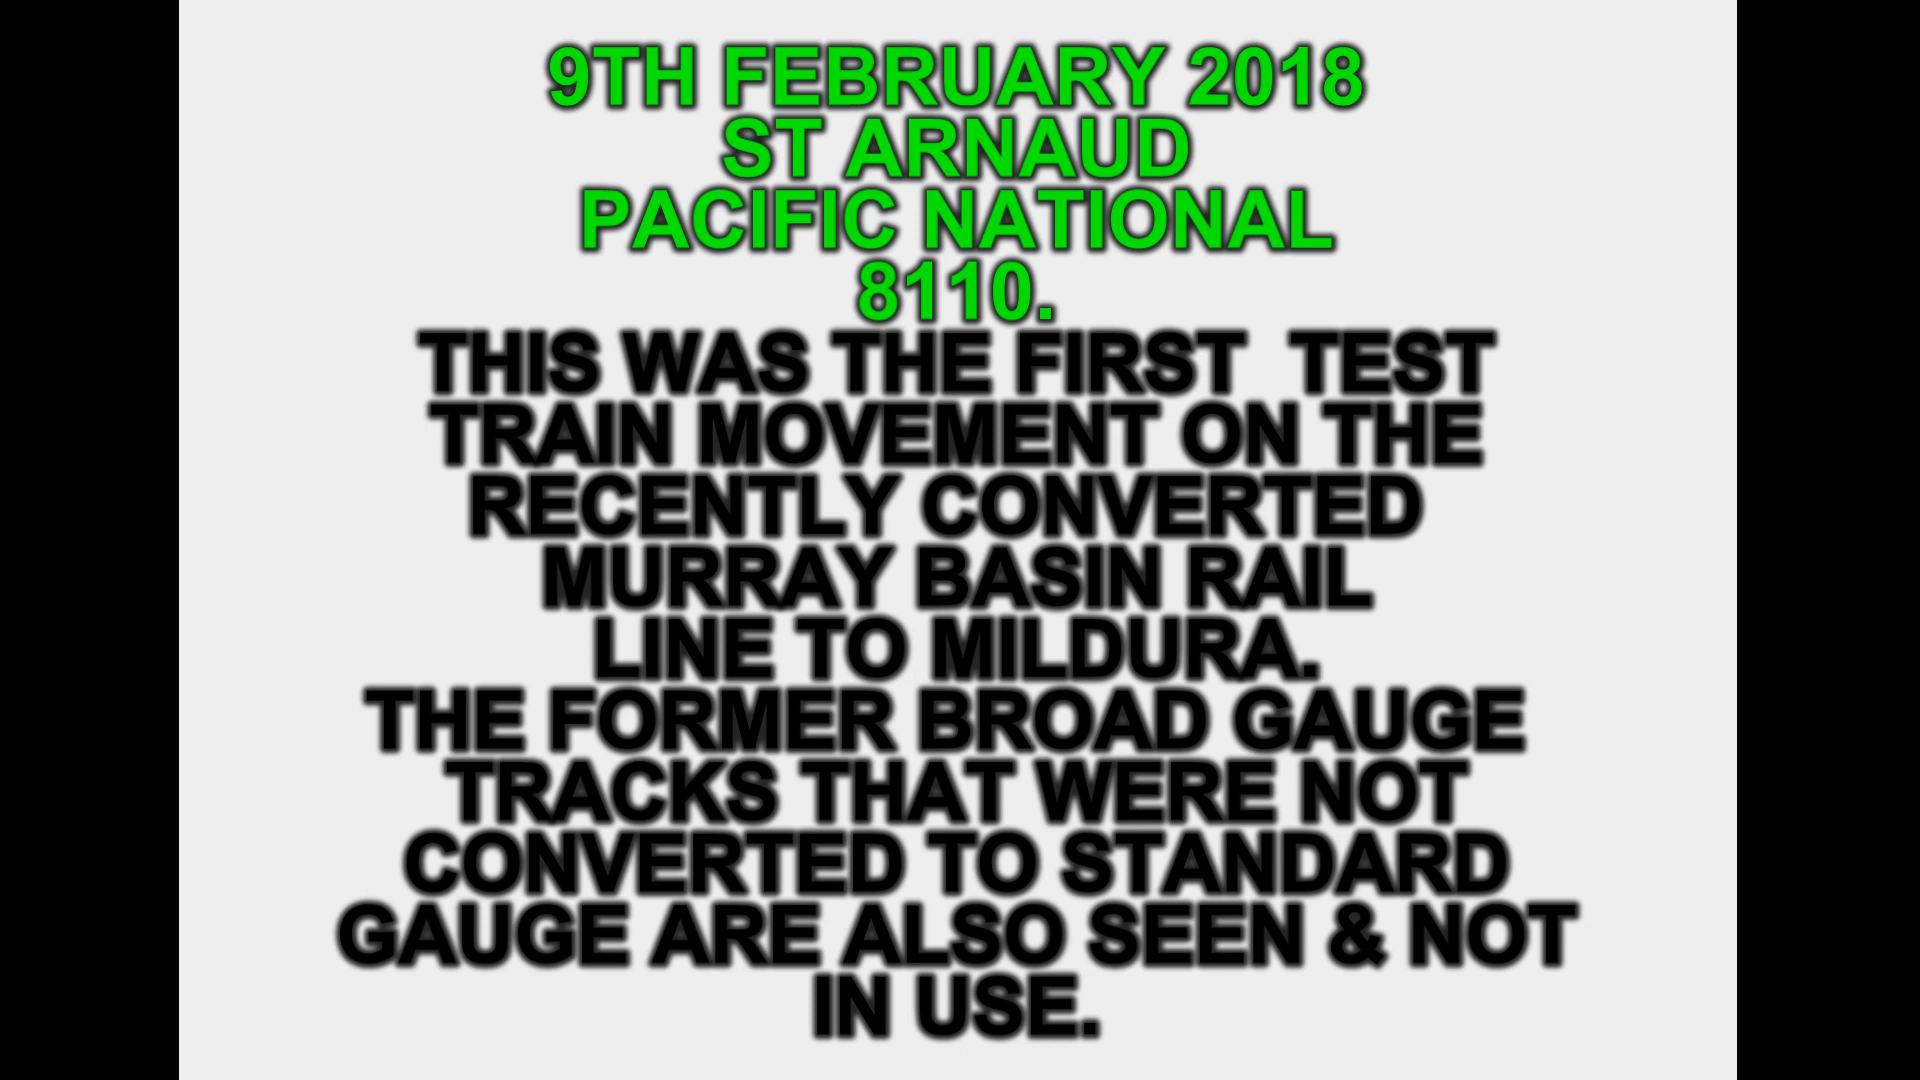 9TH FEBRUARY 2018
ST ARNAUD
PACIFIC NATIONAL
8110.
THIS WAS THE FIRST  TEST
TRAIN MOVEMENT ON THE
RECENTLY CONVERTED
MURRAY BASIN RAIL
LINE TO MILDURA.
THE FORMER BROAD GAUGE
TRACKS THAT WERE NOT
CONVERTED TO STANDARD
GAUGE ARE ALSO SEEN & NOT
IN USE.